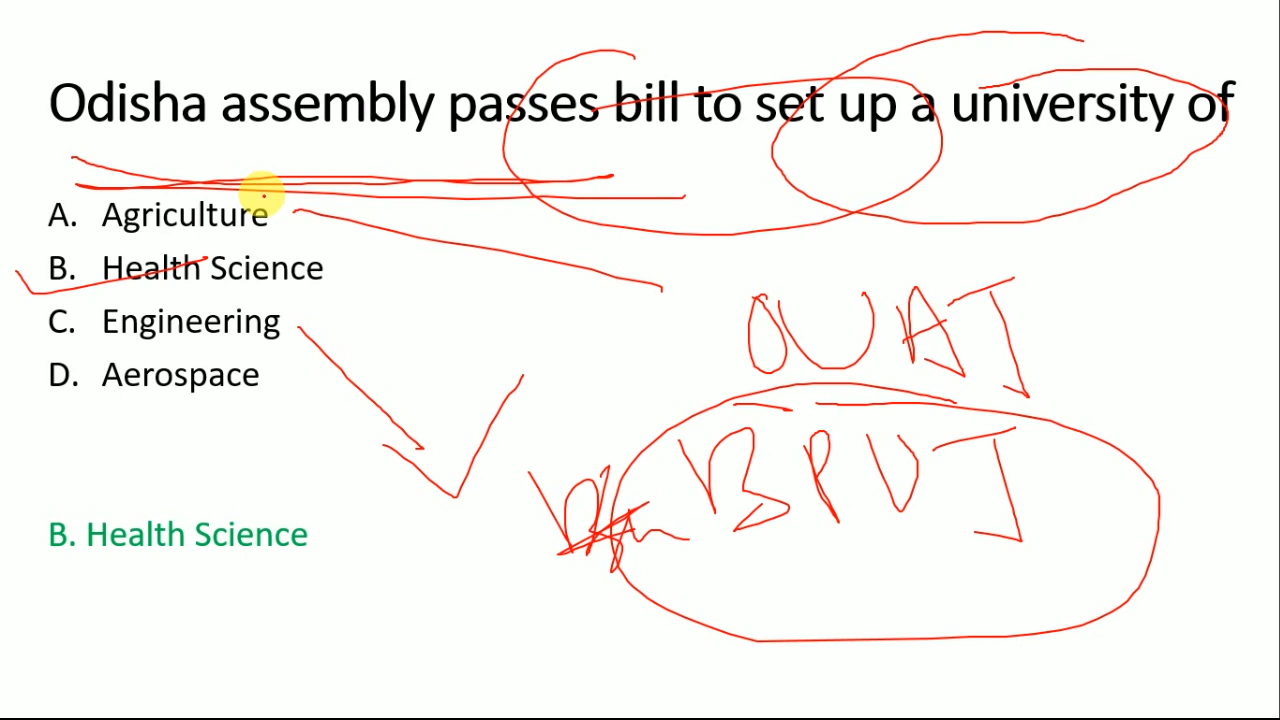 Odisha assembly passes bill to set up a university of
A. Agriculture
B. Health Science
C. Engineering
D. Aerospace
OUAT
BPUT
B. Health Science